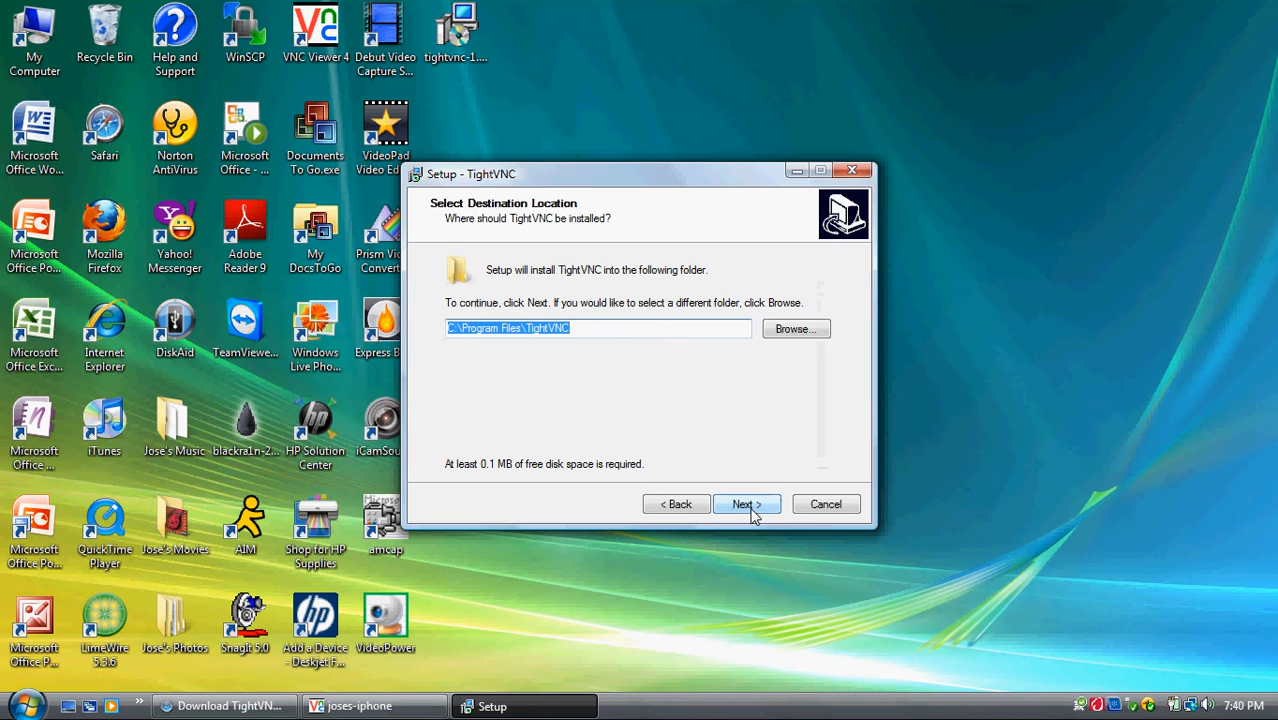 My
Computer
Recycle Bin
Help and
Support
WinSCP
VNC Viewer 4
Debut Video
Capture S...
tightvnc-1....
Microsoft
Office Wo...
Safari
Norton
AntiVirus
Microsoft
Office - ...
Documents
To Go.exe
VideoPad
Video Ed
Microsoft
Office Po...
Mozilla
Firefox
Yahoo!
Messenger
Adobe
Reader 9
My
DocsToGo
Prism Vi
Convert
Microsoft
Office Exc...
Internet
Explorer
DiskAid
TeamViewe...
Windows
Live Pho...
Express B
Microsoft
Office ...
iTunes
Jose's Music
blackra1n-2...
HP Solution
Center
iCamSou
Microsoft
Office Po...
QuickTime
Player
Jose's Movies
AIM
Shop for HP
Supplies
amcap
Microsoft
Office P...
LimeWire
5.3.6
Jose's Photos
SnagIt 5.0
Add a Device
- Deskjet F...
VideoPower
Setup - TightVNC
Select Destination Location
Where should TightVNC be installed?
Setup will install TightVNC into the following folder.
To continue, click Next. If you would like to select a different folder, click Browse.
C:\Program Files\TightVNC
Browse...
At least 0.1 MB of free disk space is required.
< Back
Next >
Cancel
Download TightVN...
joses-iphone
Setup
7:40 PM